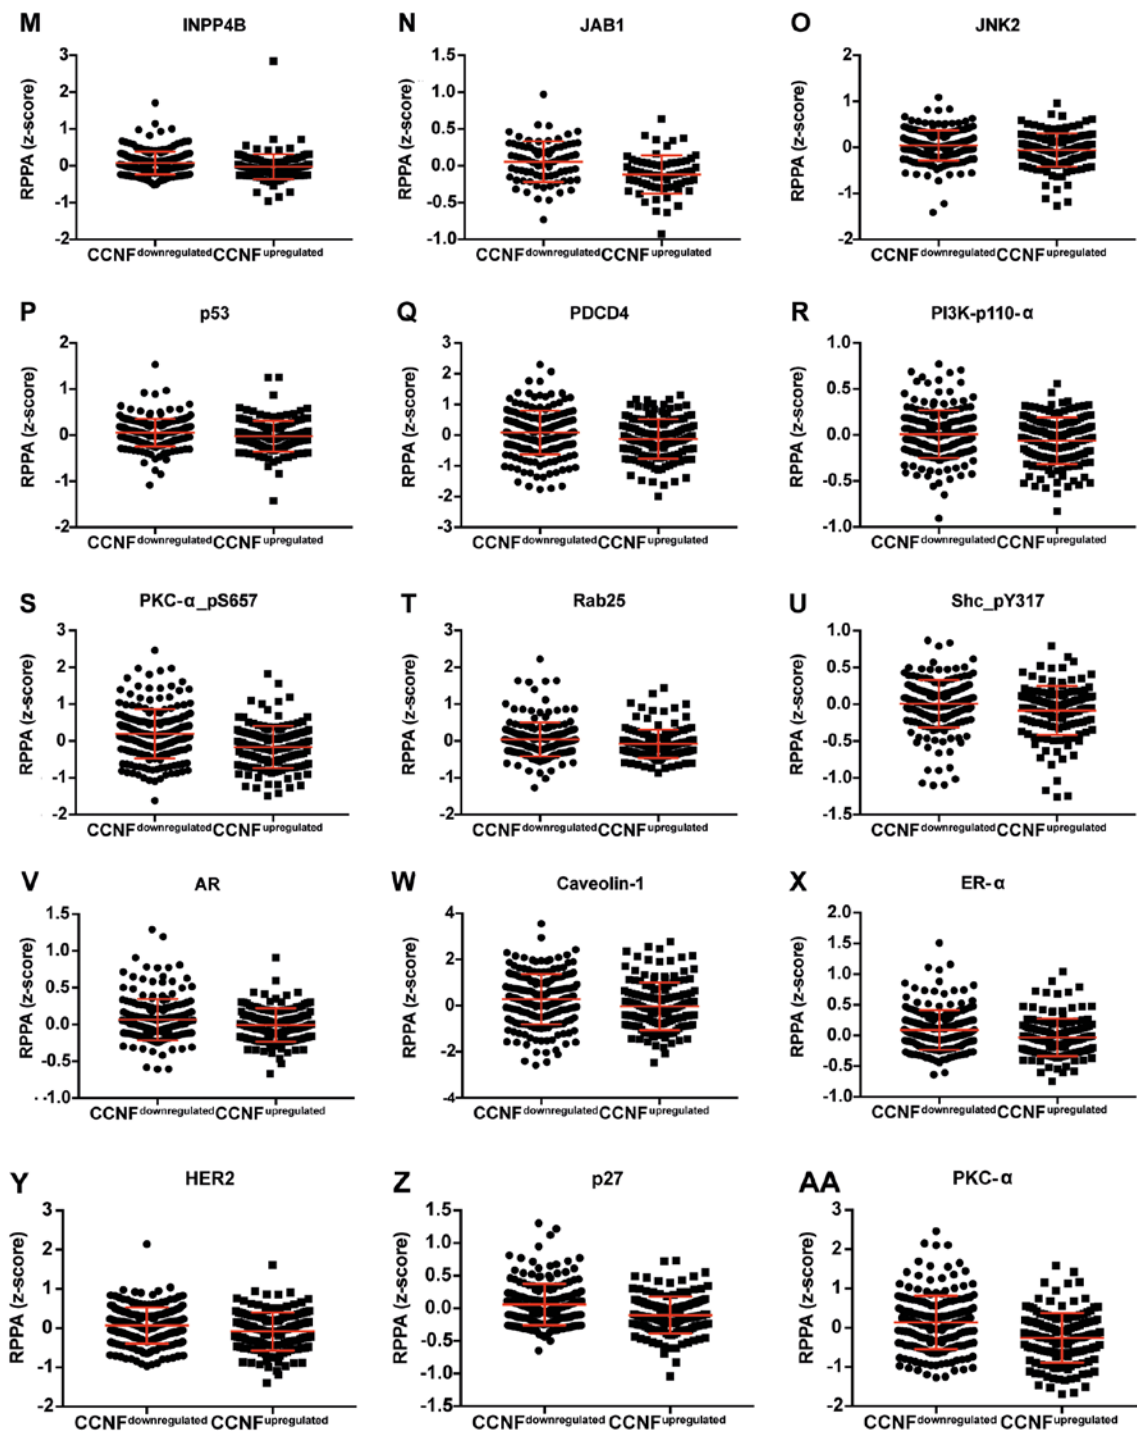 M INPP4B
RPPA (z-score)
3
2
1
0
-1
-2
CCNF downregulated CCNF upregulated
N JAB1
RPPA (z-score)
1.5
1.0
0.5
0.0
-0.5
-1.0
CCNF downregulated CCNF upregulated
O JNK2
RPPA (z-score)
2
1
0
-1
-2
CCNF downregulated CCNF upregulated
P p53
RPPA (z-score)
2
1
0
-1
-2
CCNF downregulated CCNF upregulated
Q PDCD4
RPPA (z-score)
3
2
1
0
-1
-2
-3
CCNF downregulated CCNF upregulated
R PI3K-p110-α
RPPA (z-score)
1.0
0.5
0.0
-0.5
-1.0
CCNF downregulated CCNF upregulated
S PKC-α_pS657
RPPA (z-score)
3
2
1
0
-1
-2
CCNF downregulated CCNF upregulated
T Rab25
RPPA (z-score)
3
2
1
0
-1
-2
CCNF downregulated CCNF upregulated
U Shc_pY317
RPPA (z-score)
1.0
0.5
0.0
-0.5
-1.0
-1.5
CCNF downregulated CCNF upregulated
V AR
RPPA (z-score)
1.5
1.0
0.5
0.0
-0.5
-1.0
CCNF downregulated CCNF upregulated
W Caveolin-1
RPPA (z-score)
4
2
0
-2
-4
CCNF downregulated CCNF upregulated
X ER-α
RPPA (z-score)
2.0
1.5
1.0
0.5
0.0
-0.5
-1.0
CCNF downregulated CCNF upregulated
Y HER2
RPPA (z-score)
3
2
1
0
-1
-2
CCNF downregulated CCNF upregulated
Z p27
RPPA (z-score)
1.5
1.0
0.5
0.0
-0.5
-1.0
-1.5
CCNF downregulated CCNF upregulated
AA PKC-α
RPPA (z-score)
3
2
1
0
-1
-2
CCNF downregulated CCNF upregulated